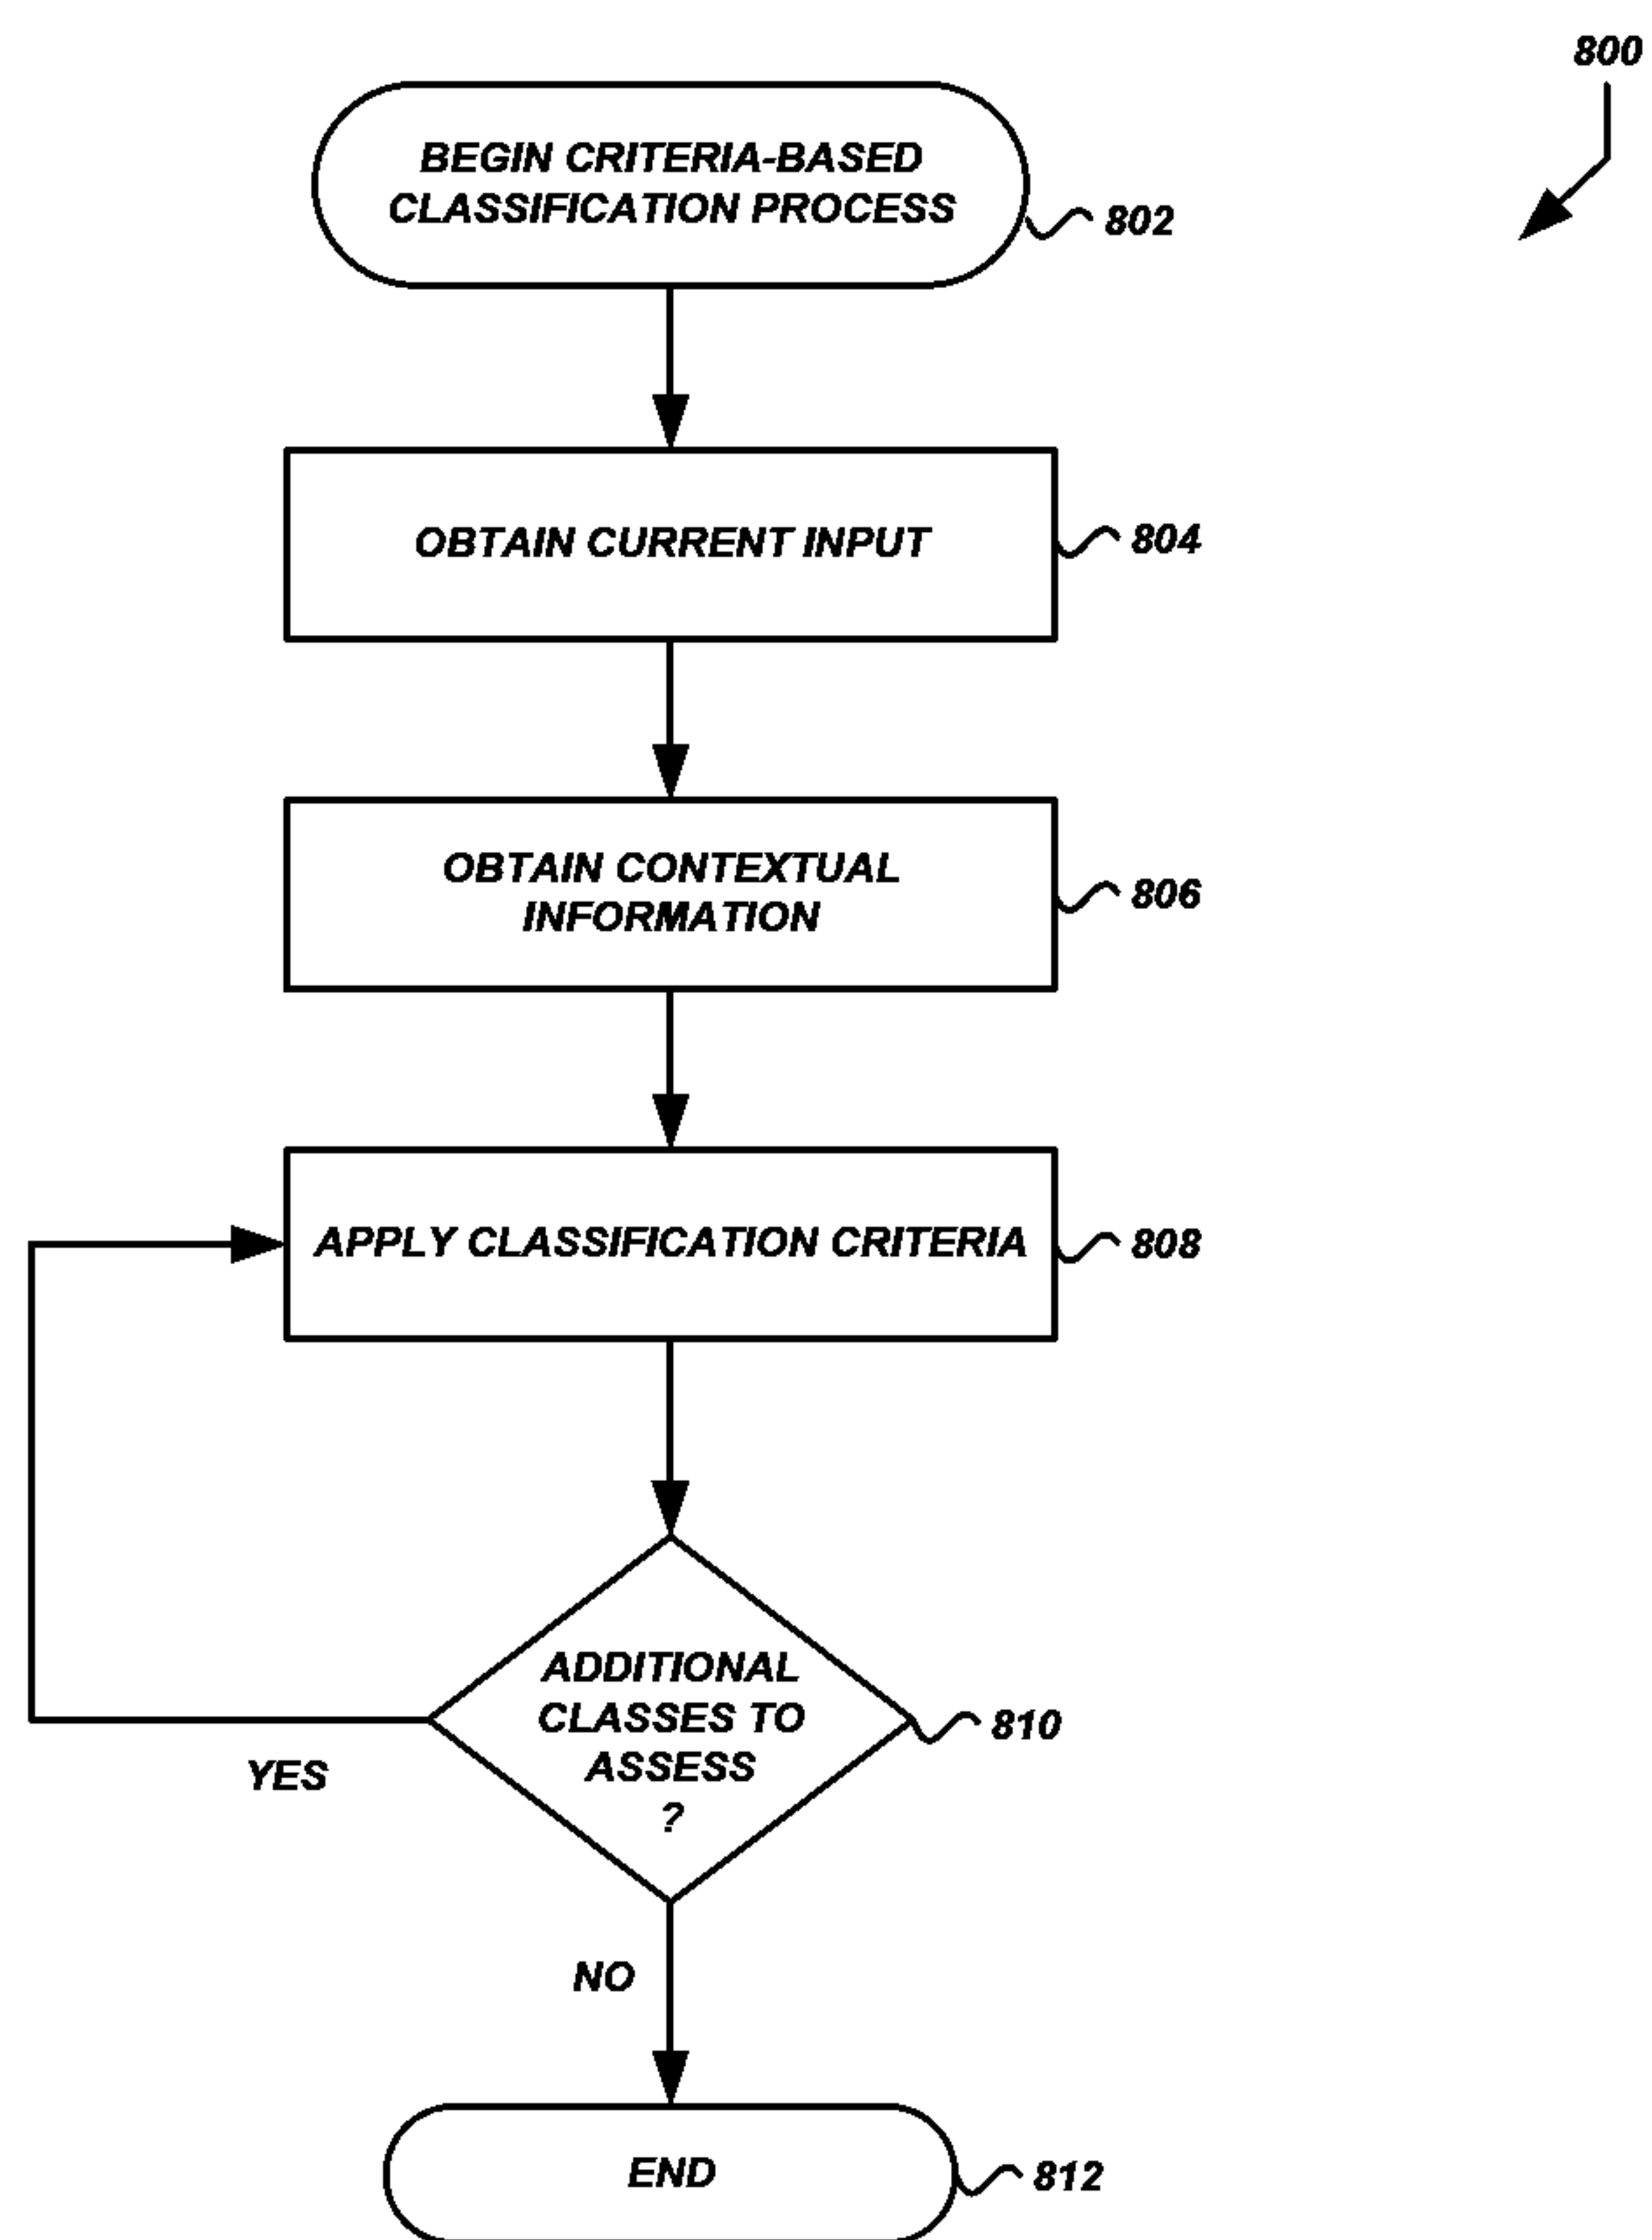 800
BEGIN CRITERIA-BASED
CLASSIFICATION PROCESS
802
OBTAIN CURRENT INPUT
804
OBTAIN CONTEXTUAL
INFORMATION
806
APPLY CLASSIFICATION CRITERIA
808
ADDITIONAL
CLASSES TO
ASSESS
?
810
YES
NO
END
812